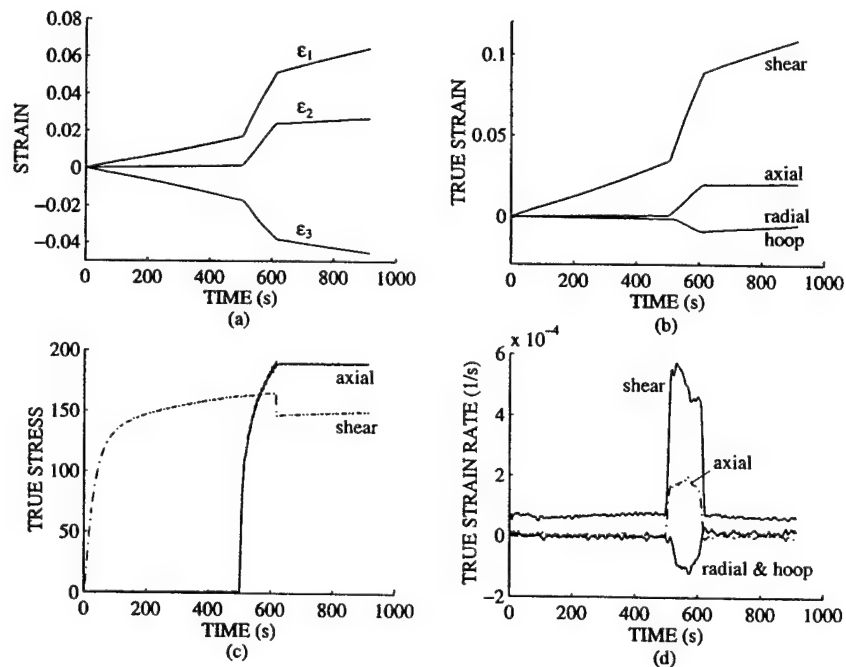 0.08
0.06
0.04
0.02
0
−0.02
−0.04
STRAIN
ε1
ε2
ε3
0 200 400 600 800 1000
TIME (s)
(a)
0.1
0.05
0
TRUE STRAIN
shear
axial
radial
hoop
0 200 400 600 800 1000
TIME (s)
(b)
200
150
100
50
0
TRUE STRESS
axial
shear
0 200 400 600 800 1000
TIME (s)
(c)
x 10−4
6
4
2
0
−2
TRUE STRAIN RATE (1/s)
shear
axial
radial & hoop
0 200 400 600 800 1000
TIME (s)
(d)